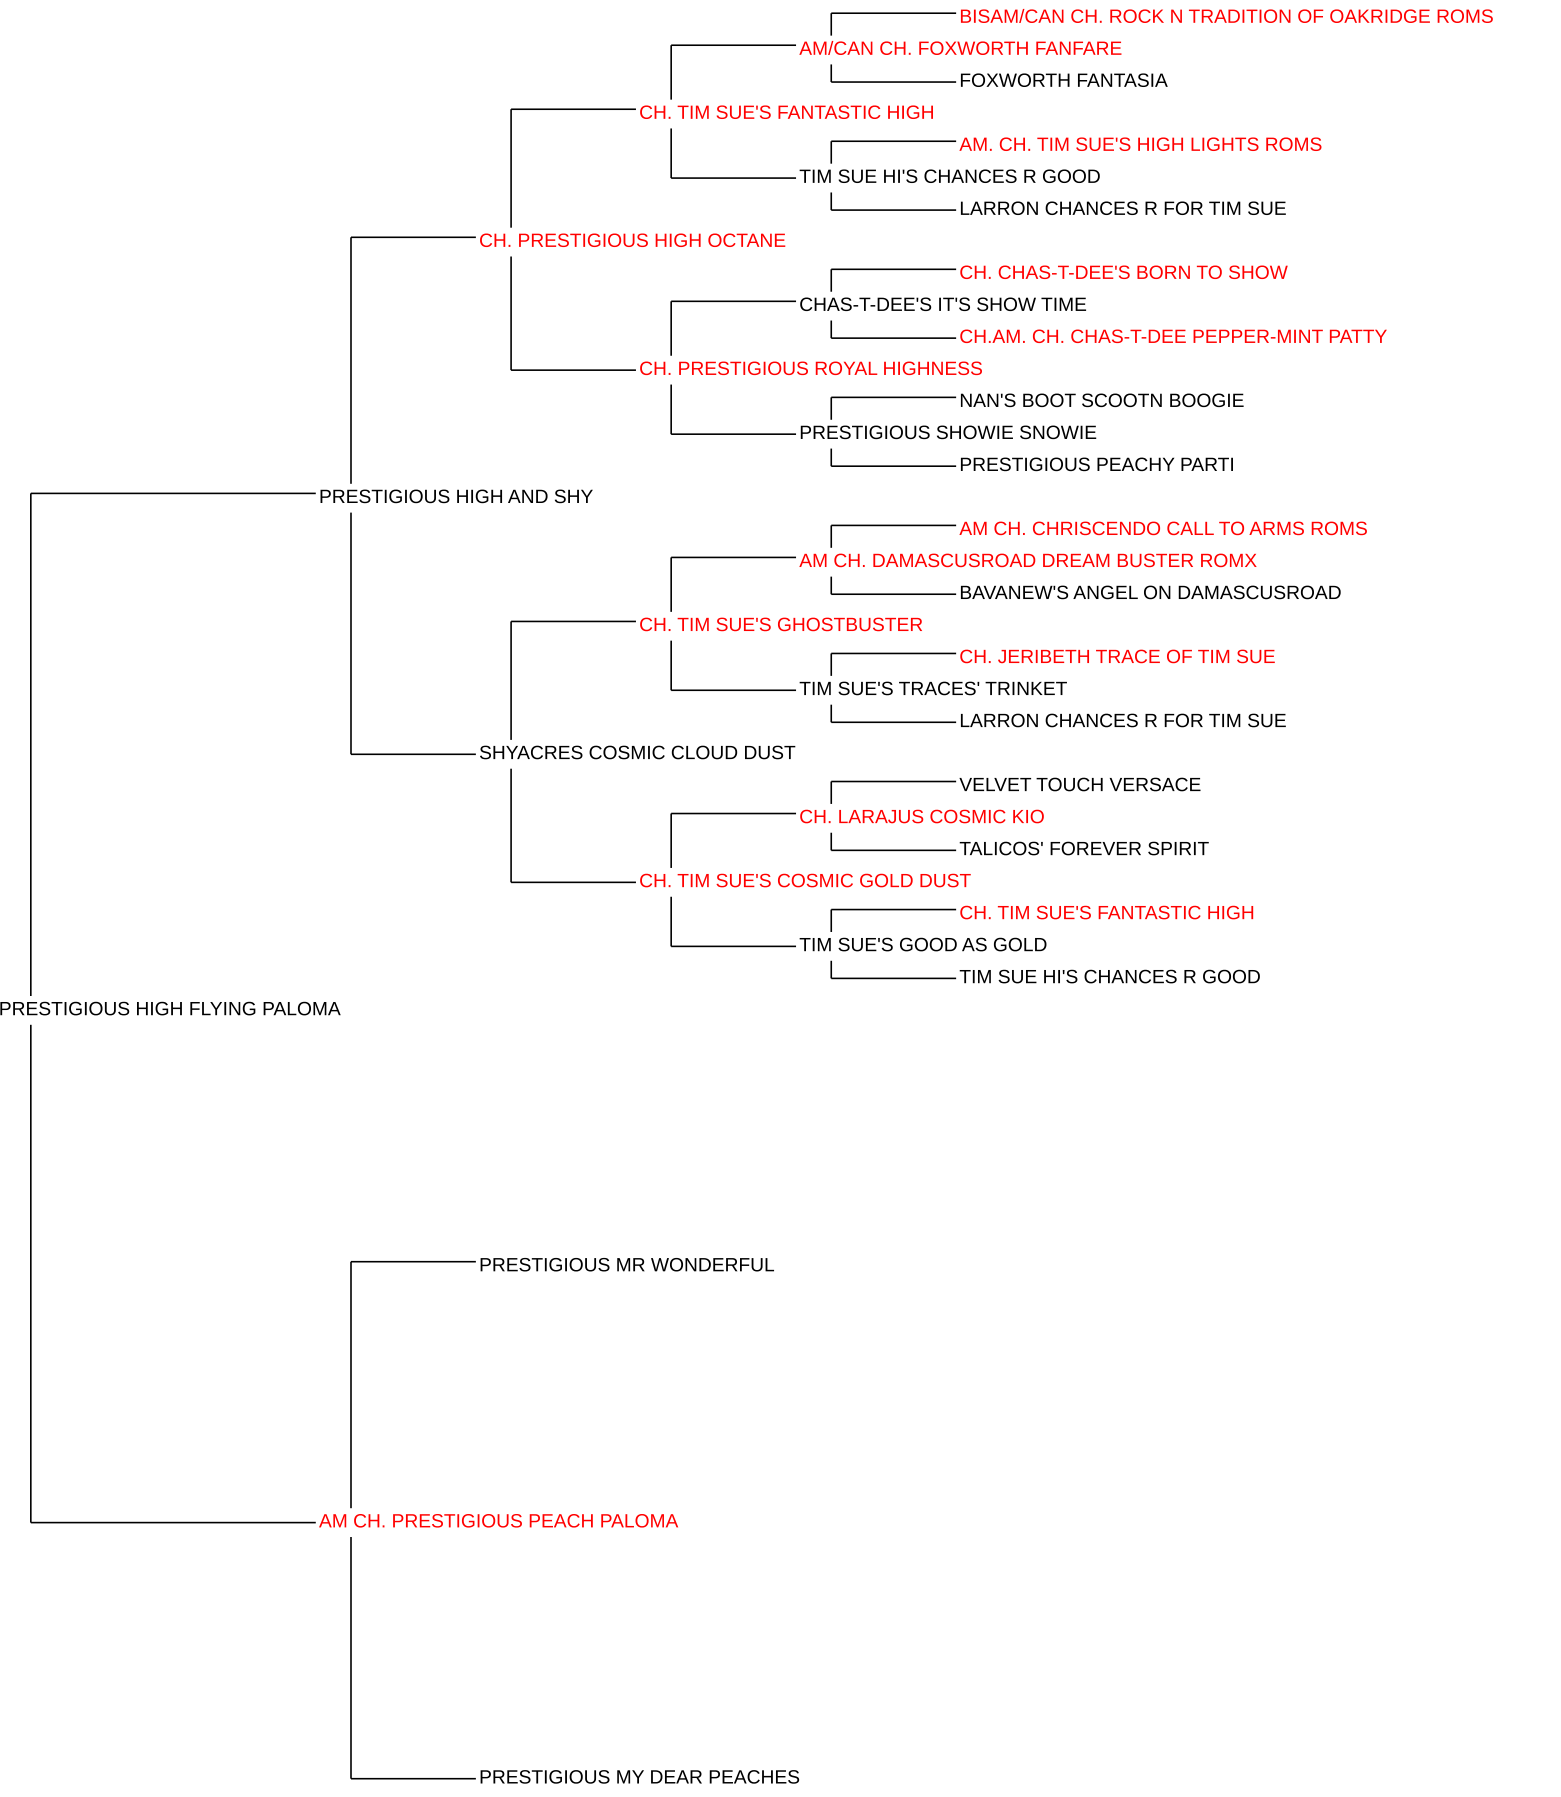 BISAM/CAN CH. ROCK N TRADITION OF OAKRIDGE ROMS
AM/CAN CH. FOXWORTH FANFARE
FOXWORTH FANTASIA
CH. TIM SUE'S FANTASTIC HIGH
AM. CH. TIM SUE'S HIGH LIGHTS ROMS
TIM SUE HI'S CHANCES R GOOD
LARRON CHANCES R FOR TIM SUE
CH. PRESTIGIOUS HIGH OCTANE
CH. CHAS-T-DEE'S BORN TO SHOW
CHAS-T-DEE'S IT'S SHOW TIME
CH.AM. CH. CHAS-T-DEE PEPPER-MINT PATTY
CH. PRESTIGIOUS ROYAL HIGHNESS
NAN'S BOOT SCOOTN BOOGIE
PRESTIGIOUS SHOWIE SNOWIE
PRESTIGIOUS PEACHY PARTI
PRESTIGIOUS HIGH AND SHY
AM CH. CHRISCENDO CALL TO ARMS ROMS
AM CH. DAMASCUSROAD DREAM BUSTER ROMX
BAVANEW'S ANGEL ON DAMASCUSROAD
CH. TIM SUE'S GHOSTBUSTER
CH. JERIBETH TRACE OF TIM SUE
TIM SUE'S TRACES' TRINKET
LARRON CHANCES R FOR TIM SUE
SHYACRES COSMIC CLOUD DUST
VELVET TOUCH VERSACE
CH. LARAJUS COSMIC KIO
TALICOS' FOREVER SPIRIT
CH. TIM SUE'S COSMIC GOLD DUST
CH. TIM SUE'S FANTASTIC HIGH
TIM SUE'S GOOD AS GOLD
TIM SUE HI'S CHANCES R GOOD
PRESTIGIOUS HIGH FLYING PALOMA
PRESTIGIOUS MR WONDERFUL
AM CH. PRESTIGIOUS PEACH PALOMA
PRESTIGIOUS MY DEAR PEACHES